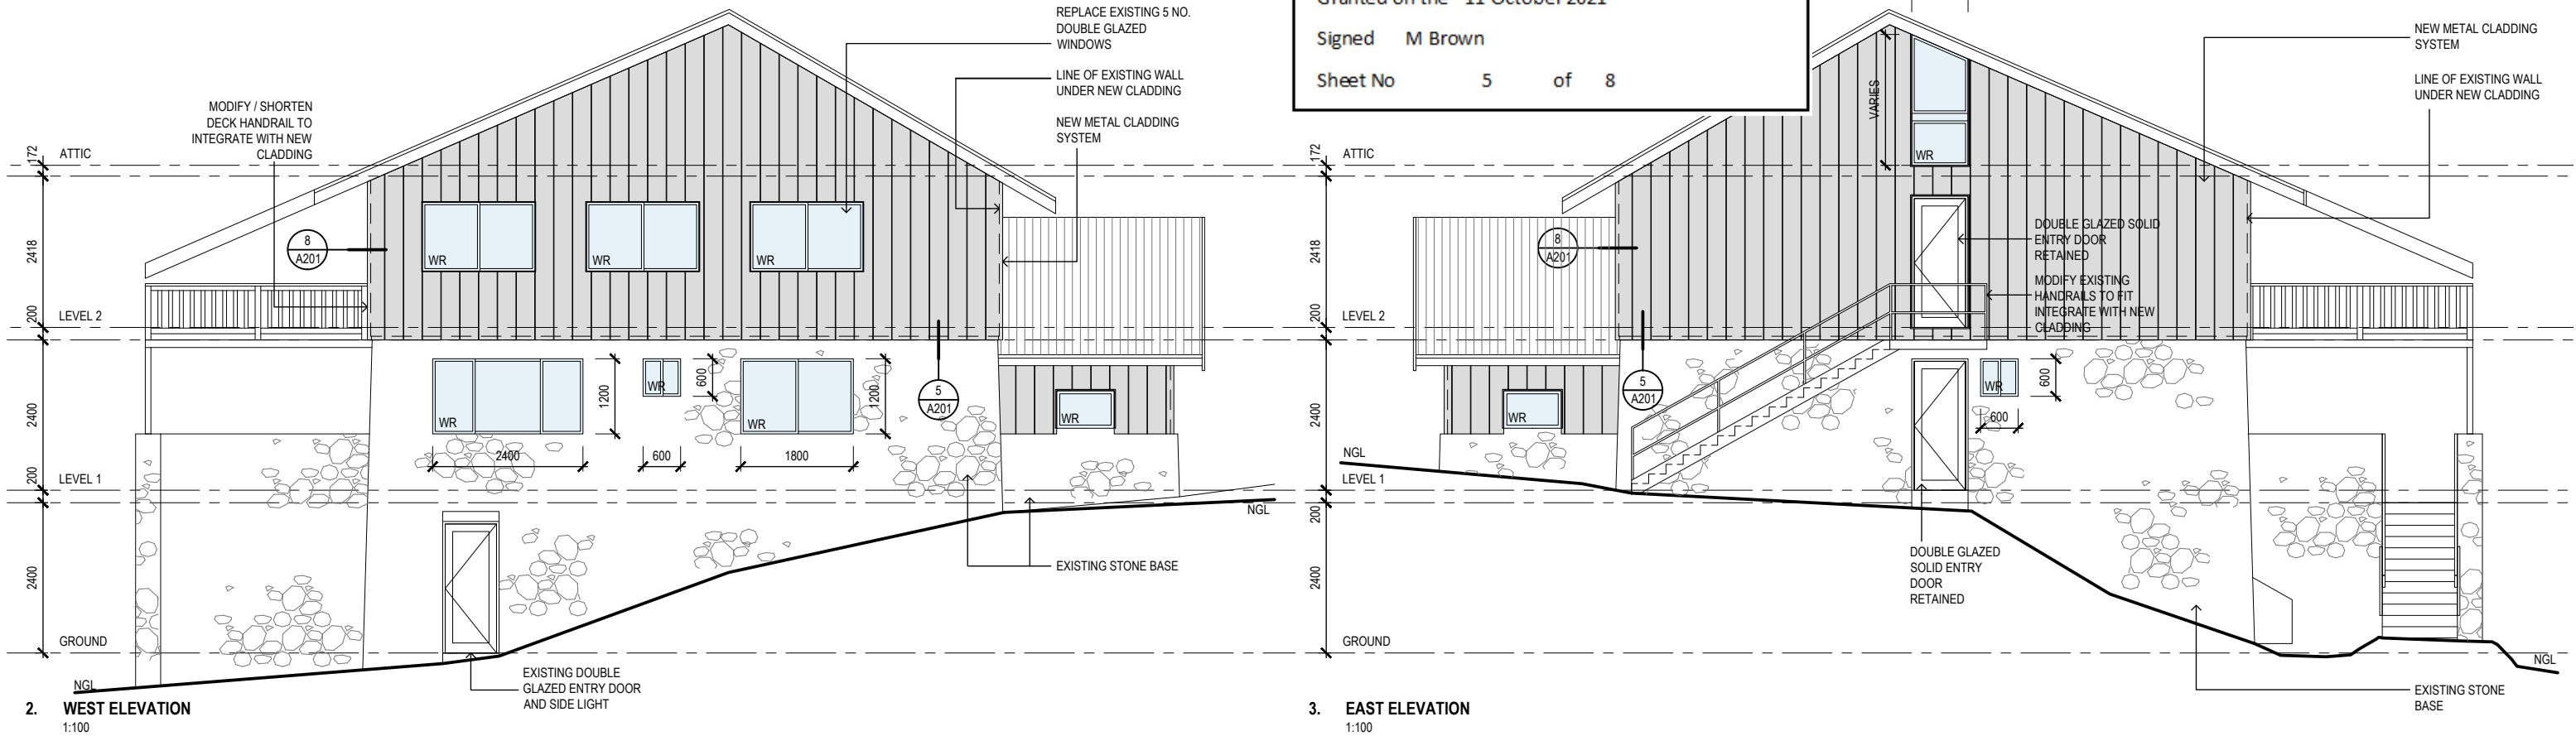 Granted on the 11 October 2021
Signed M Brown
Sheet No 5 of 8
REPLACE EXISTING 5 NO.
DOUBLE GLAZED
WINDOWS
LINE OF EXISTING WALL
UNDER NEW CLADDING
NEW METAL CLADDING
SYSTEM
MODIFY / SHORTEN
DECK HANDRAIL TO
INTEGRATE WITH NEW
CLADDING
172
ATTIC
2418
8
A201
WR
WR
WR
200
LEVEL 2
2400
WR
1200
WR
600
WR
1200
5
A201
WR
2400
600
1800
200
LEVEL 1
NGL
2400
EXISTING STONE BASE
GROUND
NGL
EXISTING DOUBLE
GLAZED ENTRY DOOR
AND SIDE LIGHT
2. WEST ELEVATION
1:100
NEW METAL CLADDING
SYSTEM
LINE OF EXISTING WALL
UNDER NEW CLADDING
VARIES
172
ATTIC
WR
2418
8
A201
DOUBLE GLAZED SOLID
ENTRY DOOR
RETAINED
MODIFY EXISTING
HANDRAILS TO FIT
INTEGRATE WITH NEW
CLADDING
200
LEVEL 2
2400
5
A201
WR
WR
600
600
NGL
LEVEL 1
200
2400
DOUBLE GLAZED
SOLID ENTRY
DOOR
RETAINED
GROUND
NGL
EXISTING STONE
BASE
3. EAST ELEVATION
1:100